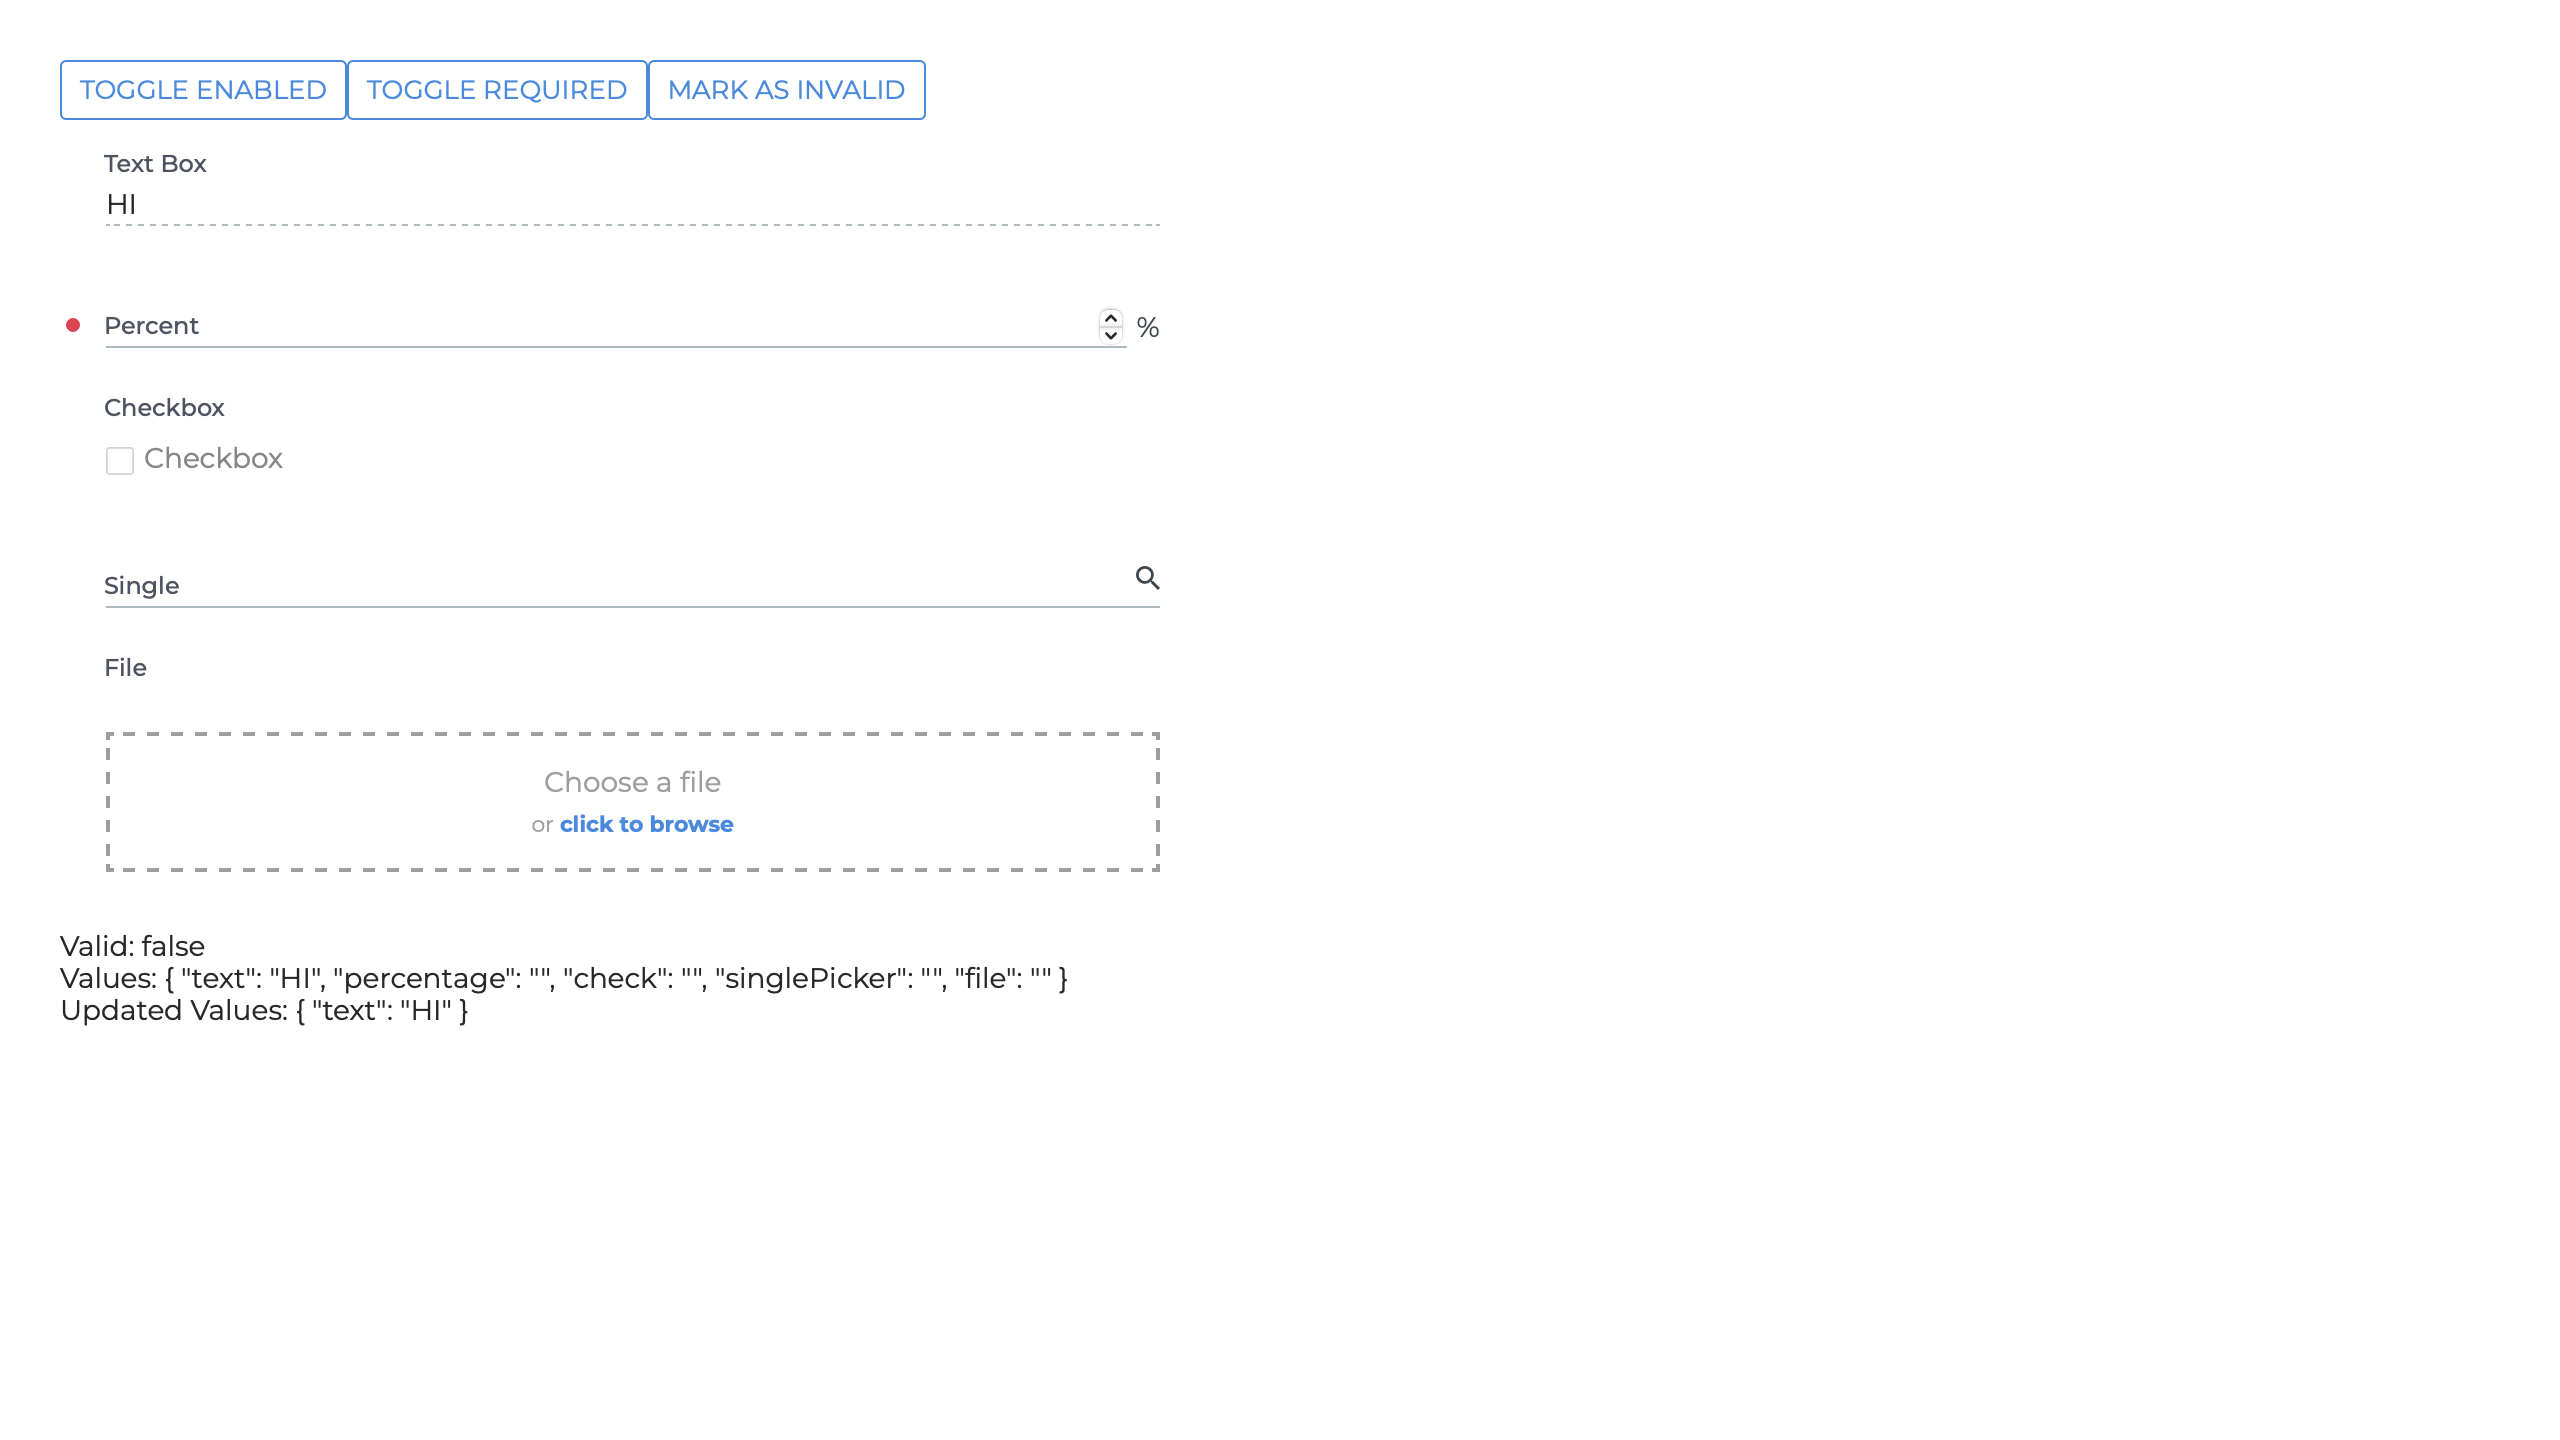 TOGGLE ENABLED TOGGLE REQUIRED MARK AS INVALID
Text Box
HI
Percent %
Checkbox
Checkbox
Single
File
Choose a file
or click to browse
Valid: false
Values: { "text": "HI", "percentage": "", "check": "", "singlePicker": "", "file": "" }
Updated Values: { "text": "HI" }